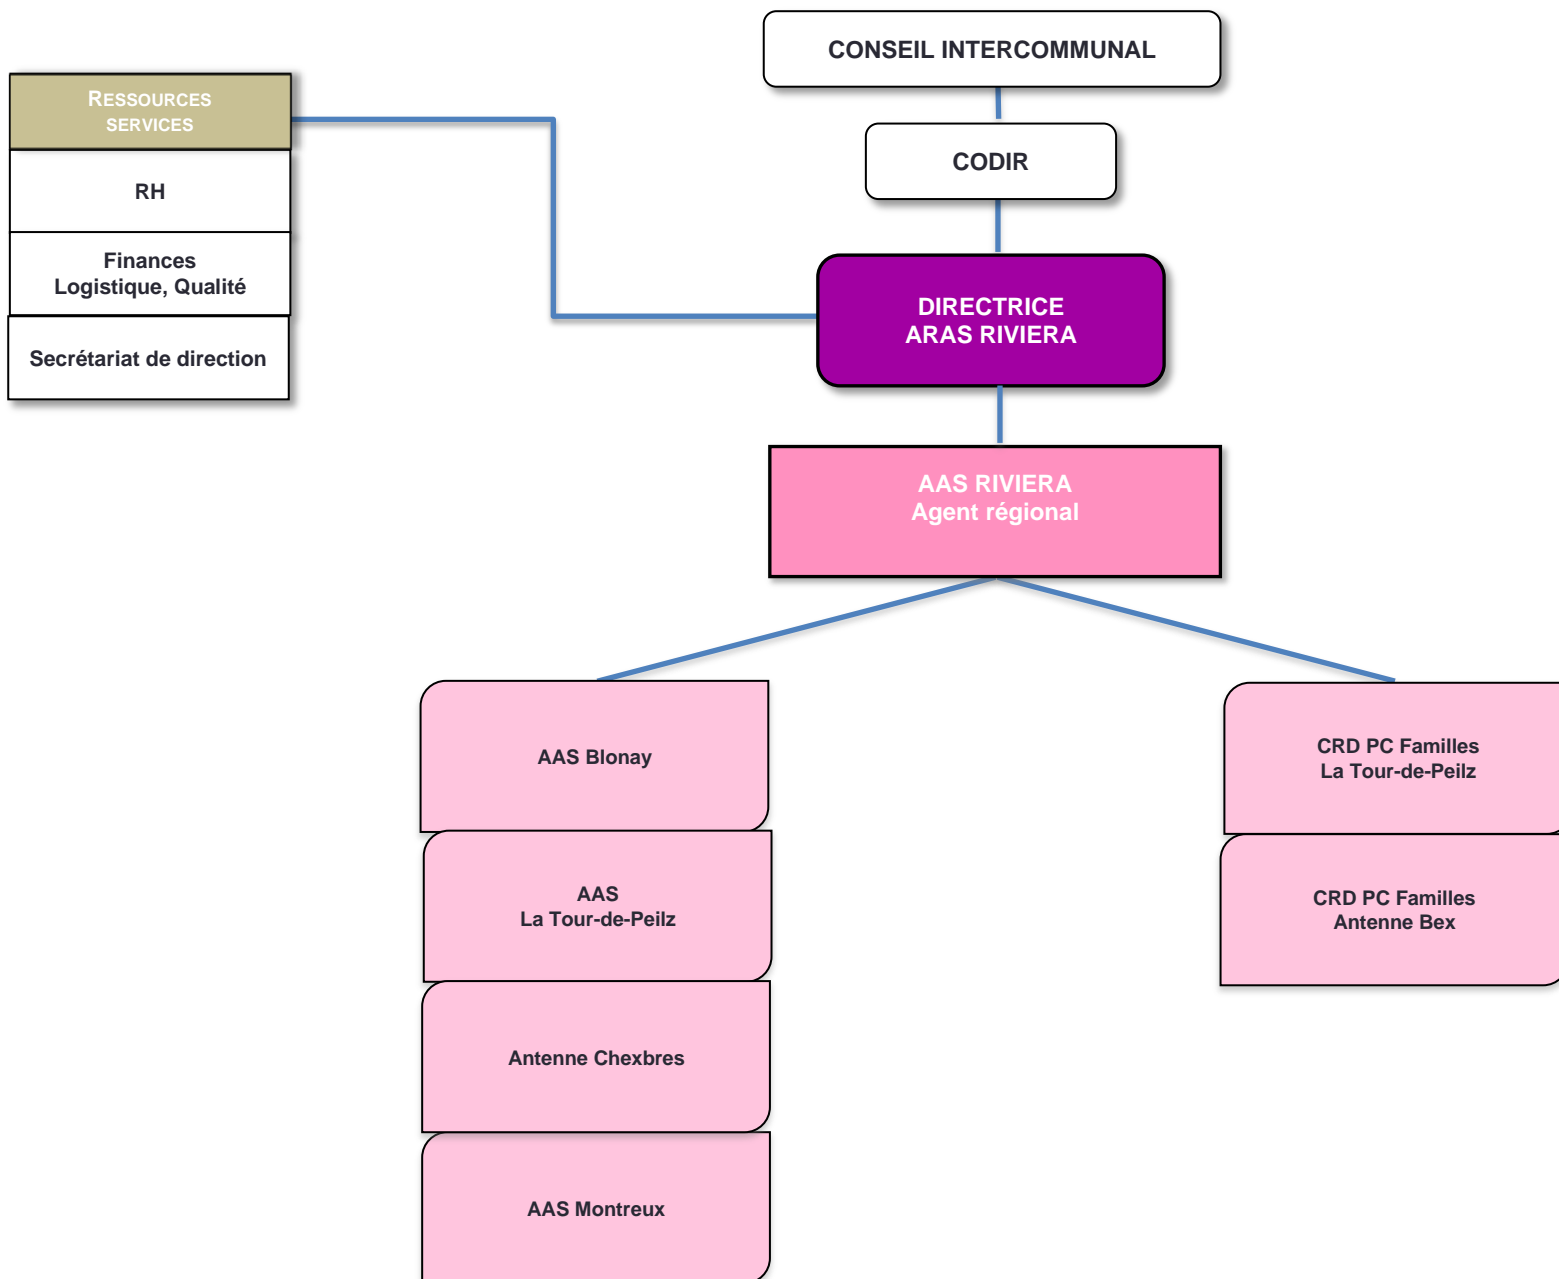 CONSEIL INTERCOMMUNAL
RESSOURCES
SERVICES
CODIR
RH
Finances
Logistique, Qualité
Secrétariat de direction
DIRECTRICE
ARAS RIVIERA
AAS RIVIERA
Agent régional
AAS Blonay
AAS
La Tour-de-Peilz
Antenne Chexbres
AAS Montreux
CRD PC Familles
La Tour-de-Peilz
CRD PC Familles
Antenne Bex